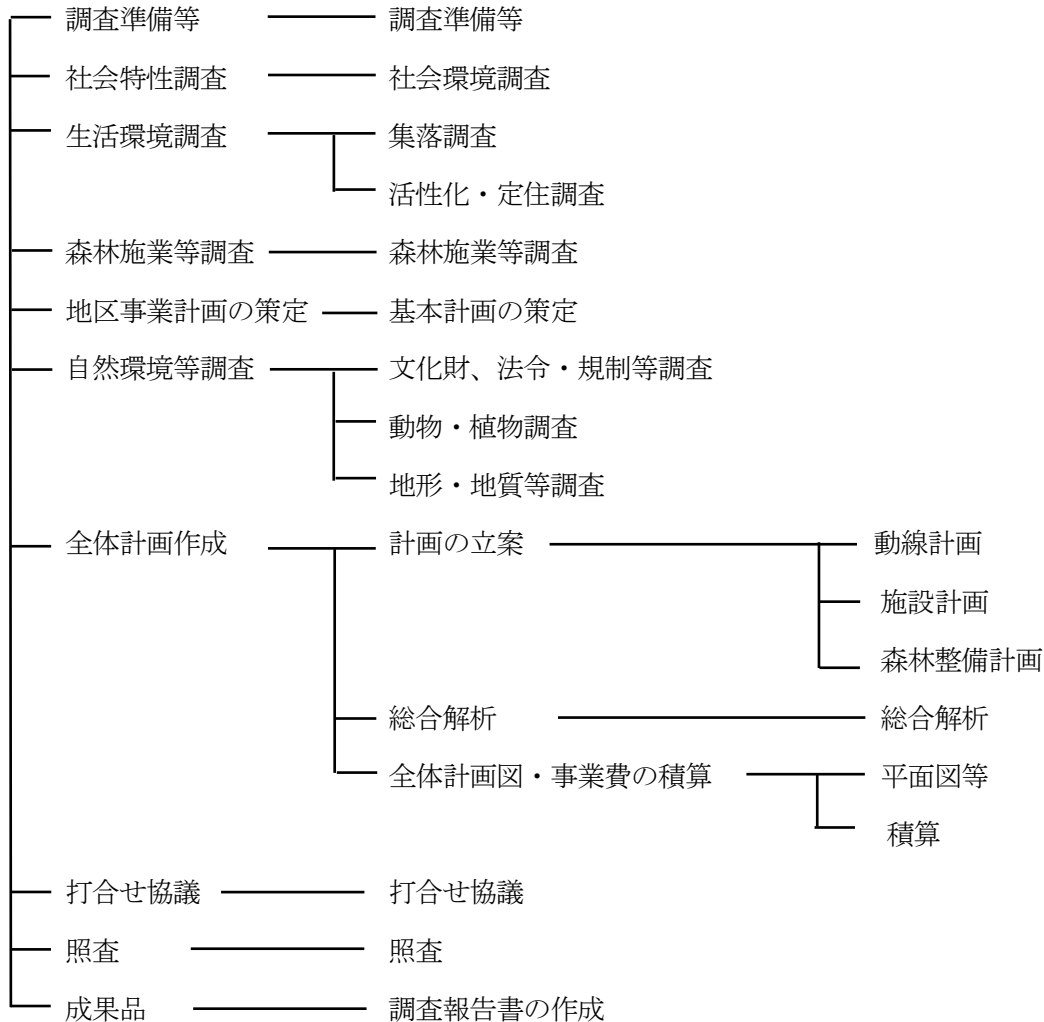 調査準備等 調査準備等
社会特性調査 社会環境調査
生活環境調査 集落調査
活性化・定住調査
森林施業等調査 森林施業等調査
地区事業計画の策定 基本計画の策定
自然環境等調査 文化財、法令・規制等調査
動物・植物調査
地形・地質等調査
全体計画作成 計画の立案 動線計画
施設計画
森林整備計画
総合解析 総合解析
全体計画図・事業費の積算 平面図等
積算
打合せ協議 打合せ協議
照査 照査
成果品 調査報告書の作成